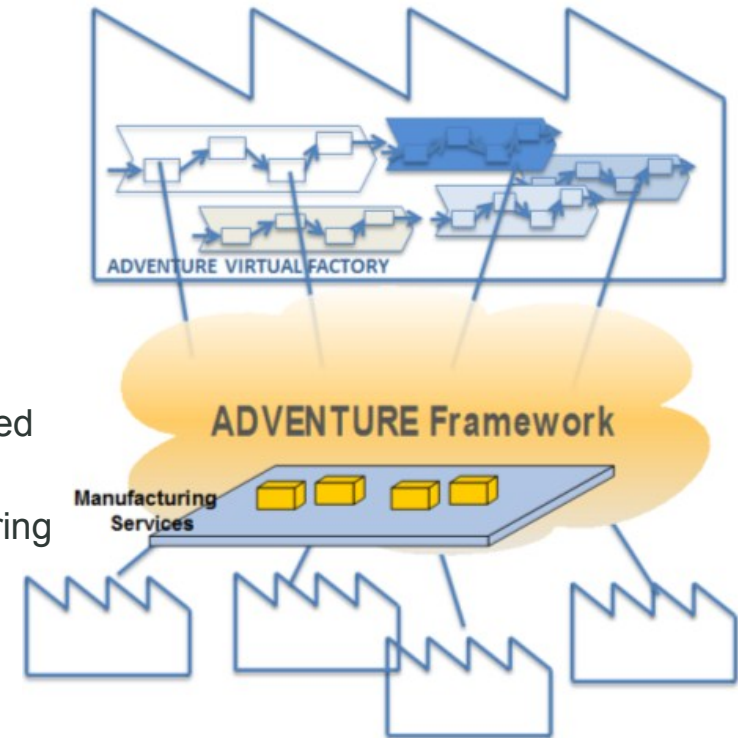 ADVENTURE VIRTUAL FACTORY
ed
ADVENTURE Framework
Manufacturing
Services
ring